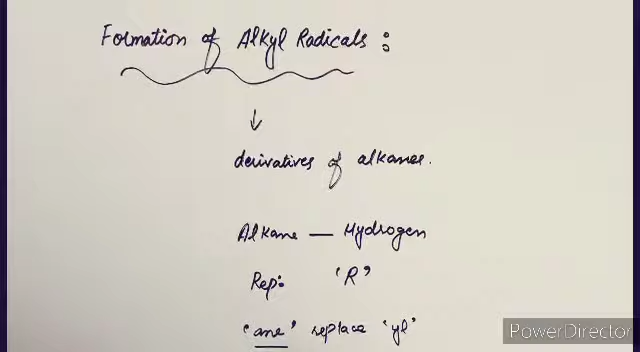 Formation of Alkyl Radicals :
↓
derivatives of alkanes.
Alkane — Hydrogen
Rep: 'R'
'ane' replace 'yl'
PowerDirector